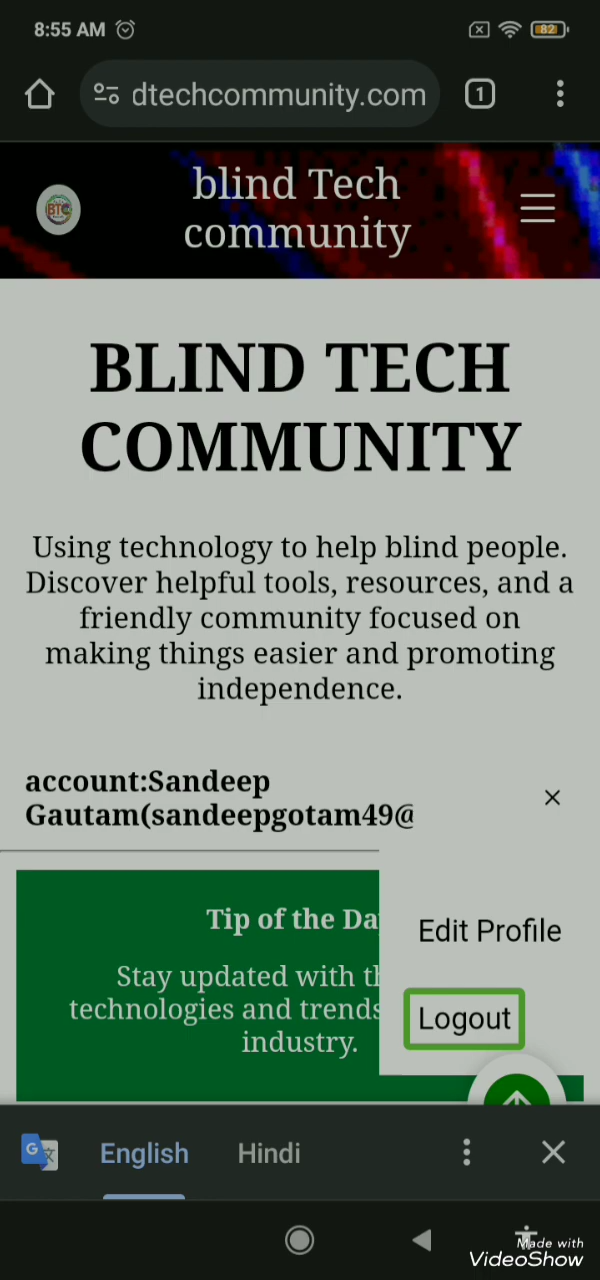 8:55 AM
82
dtechcommunity.com
1
BTC
blind Tech
community
BLIND TECH
COMMUNITY
Using technology to help blind people.
Discover helpful tools, resources, and a
friendly community focused on
making things easier and promoting
independence.
account:Sandeep
Gautam(sandeepgotam49@
×
Tip of the Da
Stay updated with th
technologies and trends
industry.
Edit Profile
Logout
English
Hindi
Made with
VideoShow